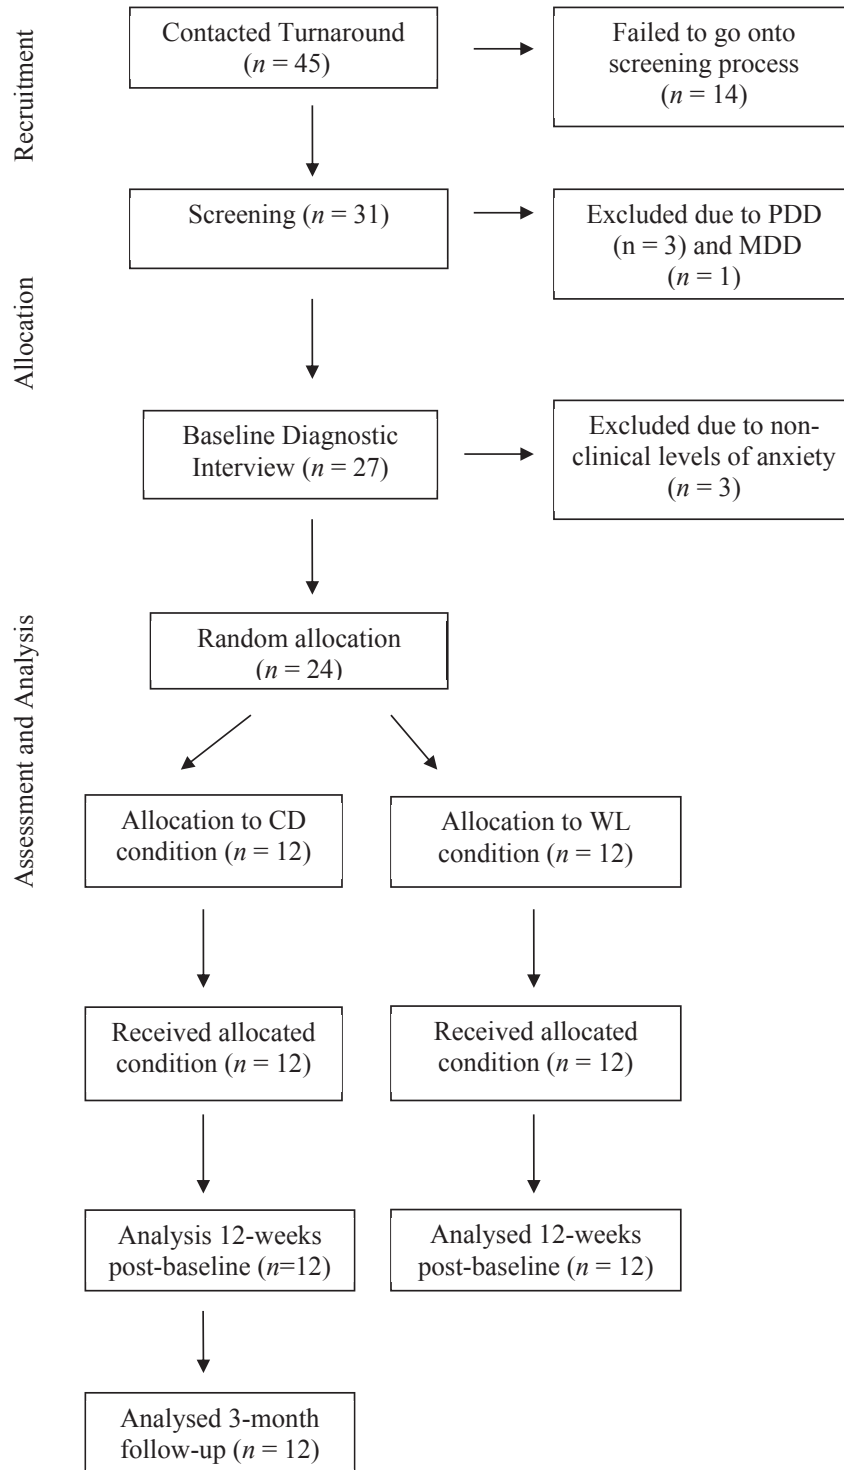 Recruitment
Contacted Turnaround
(n = 45)
Failed to go onto
screening process
(n = 14)
Screening (n = 31)
Excluded due to PDD
(n = 3) and MDD
(n = 1)
Allocation
Baseline Diagnostic
Interview (n = 27)
Excluded due to non-
clinical levels of anxiety
(n = 3)
Assessment and Analysis
Random allocation
(n = 24)
Allocation to CD
condition (n = 12)
Allocation to WL
condition (n = 12)
Received allocated
condition (n = 12)
Received allocated
condition (n = 12)
Analysis 12-weeks
post-baseline (n=12)
Analysed 12-weeks
post-baseline (n = 12)
Analysed 3-month
follow-up (n = 12)